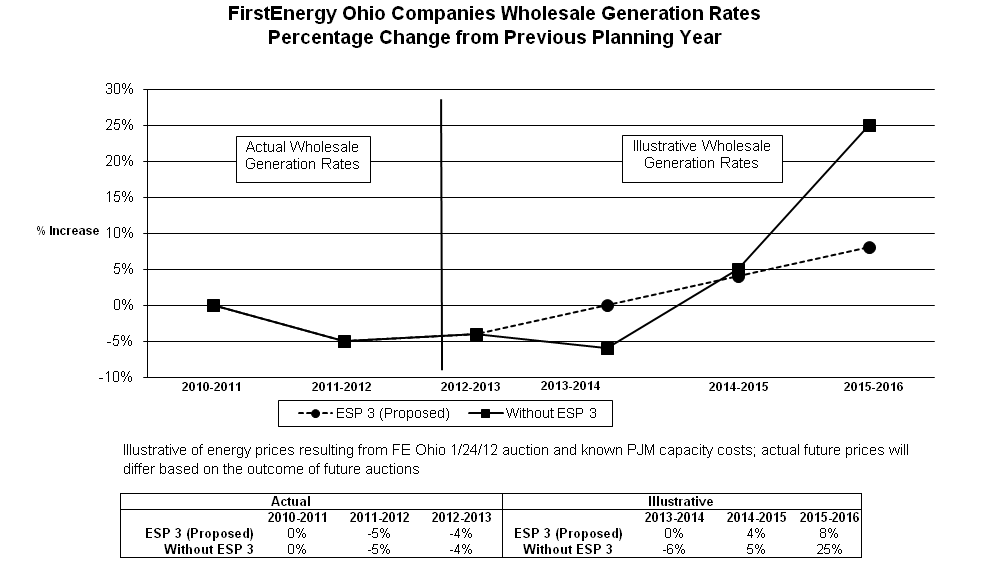 FirstEnergy Ohio Companies Wholesale Generation Rates
Percentage Change from Previous Planning Year
30%
25%
20%
15%
% Increase 10%
5%
0%
-5%
-10%
Actual Wholesale
Generation Rates
Illustrative Wholesale
Generation Rates
2010-2011 2011-2012 2012-2013 2013-2014 2014-2015 2015-2016
ESP 3 (Proposed) Without ESP 3
Illustrative of energy prices resulting from FE Ohio 1/24/12 auction and known PJM capacity costs; actual future prices will
differ based on the outcome of future auctions
Actual Illustrative
2010-2011 2011-2012 2012-2013 2013-2014 2014-2015 2015-2016
ESP 3 (Proposed) 0% -5% -4% ESP 3 (Proposed) 0% 4% 8%
Without ESP 3 0% -5% -4% Without ESP 3 -6% 5% 25%